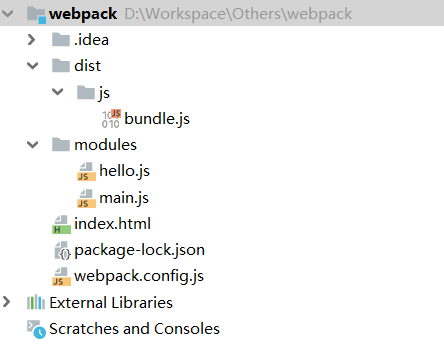 webpack D:\Workspace\Others\webpack
.idea
dist
js
bundle.js
modules
hello.js
main.js
index.html
package-lock.json
webpack.config.js
External Libraries
Scratches and Consoles